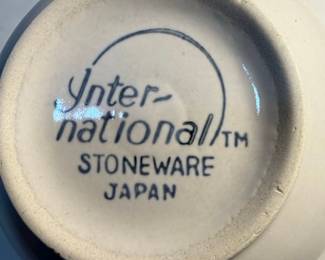 Inter-
national TM
STONEWARE
JAPAN